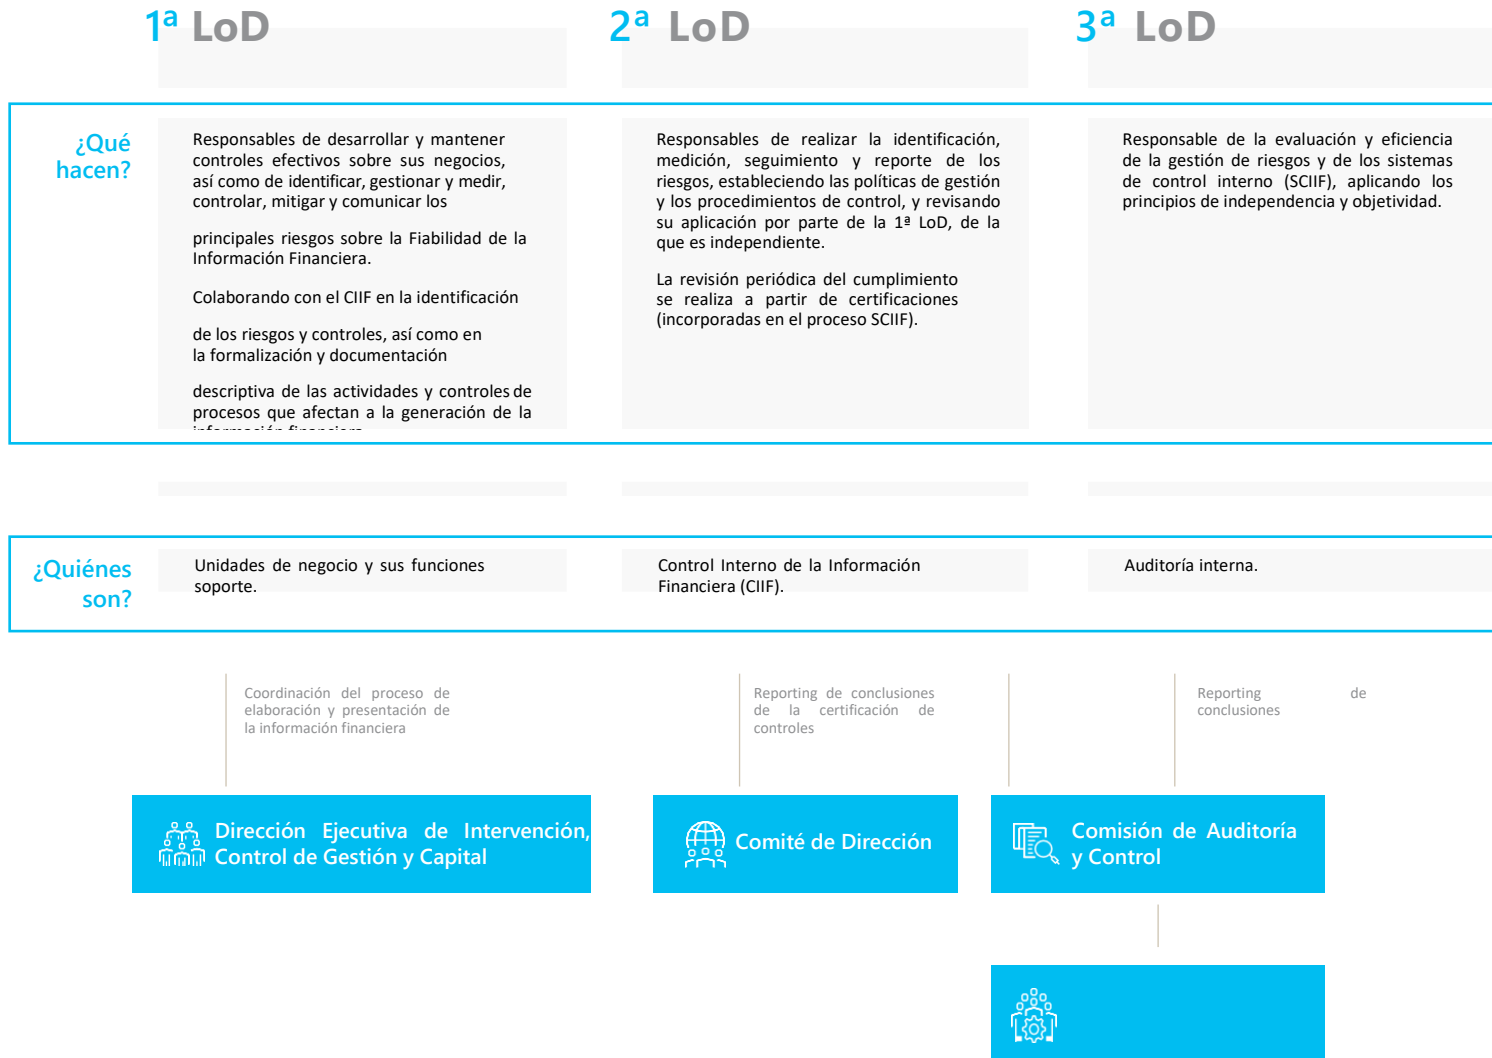 1ª LoD
2ª LoD
3ª LoD
¿Qué
hacen?
Responsables de desarrollar y mantener
controles efectivos sobre sus negocios,
así como de identificar, gestionar y medir,
controlar, mitigar y comunicar los
principales riesgos sobre la Fiabilidad de la
Información Financiera.
Colaborando con el CIIF en la identificación
de los riesgos y controles, así como en
la formalización y documentación
descriptiva de las actividades y controles de
procesos que afectan a la generación de la
Responsables de realizar la identificación,
medición, seguimiento y reporte de los
riesgos, estableciendo las políticas de gestión
y los procedimientos de control, y revisando
su aplicación por parte de la 1ª LoD, de la
que es independiente.
La revisión periódica del cumplimiento
se realiza a partir de certificaciones
(incorporadas en el proceso SCIIF).
Responsable de la evaluación y eficiencia
de la gestión de riesgos y de los sistemas
de control interno (SCIIF), aplicando los
principios de independencia y objetividad.
¿Quiénes
son?
Unidades de negocio y sus funciones
soporte.
Control Interno de la Información
Financiera (CIIF).
Auditoría interna.
Coordinación del proceso de
elaboración y presentación de
la información financiera
Reporting de conclusiones
de la certificación de
controles
Reporting de
conclusiones
Dirección Ejecutiva de Intervención,
Control de Gestión y Capital
Comité de Dirección
Comisión de Auditoría
y Control